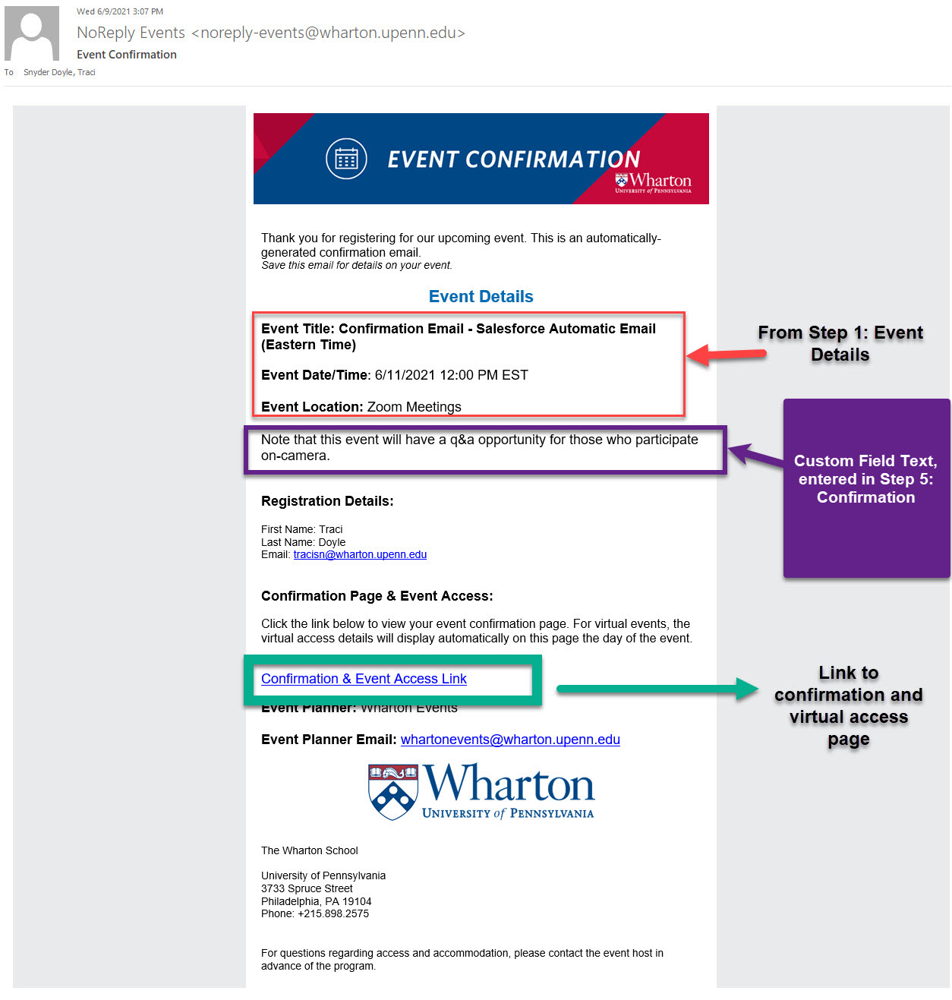 Wed 6/9/2021 3:07 PM
NoReply Events <noreply-events@wharton.upenn.edu>
Event Confirmation
To Snyder Doyle, Traci
EVENT CONFIRMATION
Wharton
UNIVERSITY of PENNSYLVANIA
Thank you for registering for our upcoming event. This is an automatically-
generated confirmation email.
Save this email for details on your event.
Event Details
Event Title: Confirmation Email - Salesforce Automatic Email
(Eastern Time)
Event Date/Time: 6/11/2021 12:00 PM EST
Event Location: Zoom Meetings
From Step 1: Event
Details
Note that this event will have a q&a opportunity for those who participate
on-camera.
Custom Field Text,
entered in Step 5:
Confirmation
Registration Details:
First Name: Traci
Last Name: Doyle
Email: tracisn@wharton.upenn.edu
Confirmation Page & Event Access:
Click the link below to view your event confirmation page. For virtual events, the
virtual access details will display automatically on this page the day of the event.
Confirmation & Event Access Link
Link to
confirmation and
virtual access
page
Event Planner: Wharton Events
Event Planner Email: whartonevents@wharton.upenn.edu
Wharton
UNIVERSITY of PENNSYLVANIA
The Wharton School
University of Pennsylvania
3733 Spruce Street
Philadelphia, PA 19104
Phone: +215.898.2575
For questions regarding access and accommodation, please contact the event host in
advance of the program.